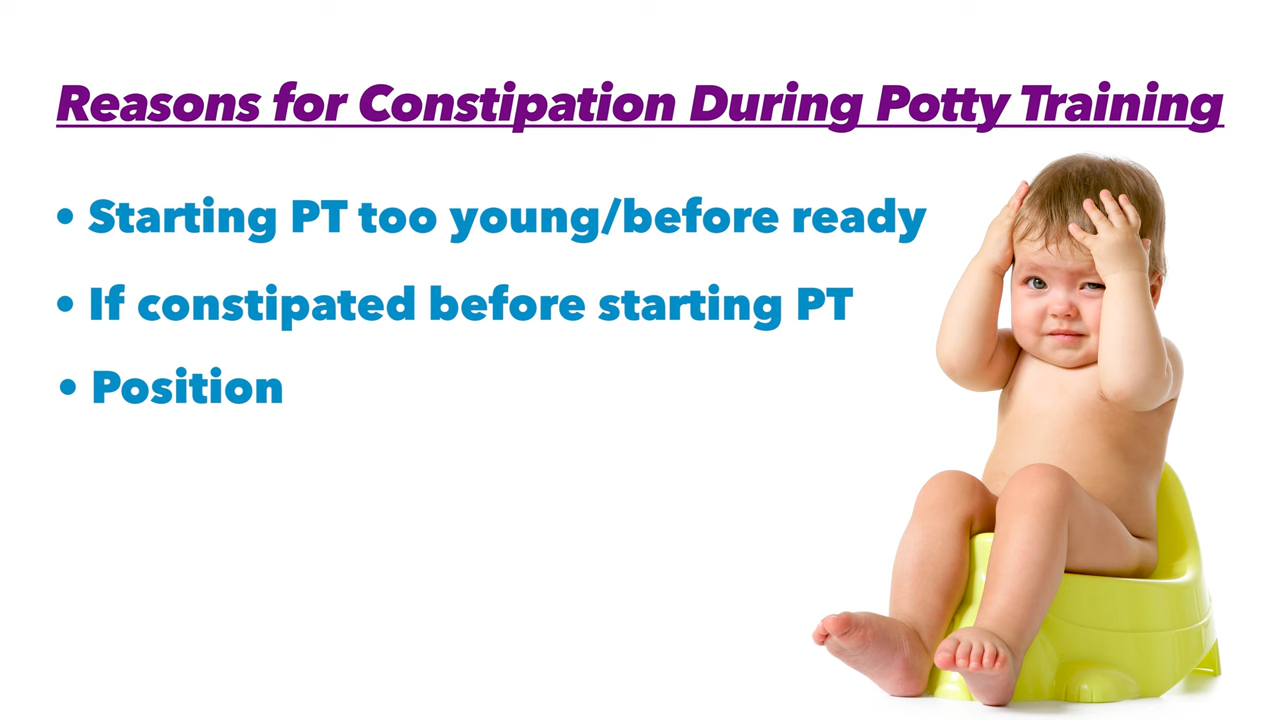 Reasons for Constipation During Potty Training
• Starting PT too young/before ready
• If constipated before starting PT
• Position